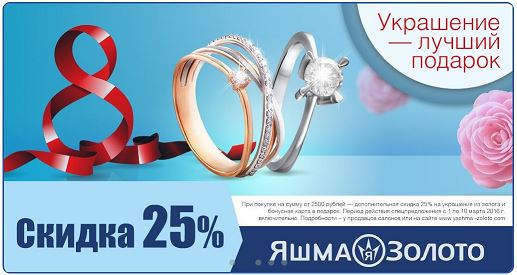 Украшение
— лучший
подарок
8
Скидка 25%
При покупке на сумму от 2500 рублей — дополнительная скидка 25% на украшения из золота и
бонусная карта в подарок. Период действия спецпредложения с 1 по 10 марта 2016 г.
включительно. Подробности – у продавцов салонов или на сайте www.yashma-zoloto.com
ЯШМА Я ЗОЛОТО